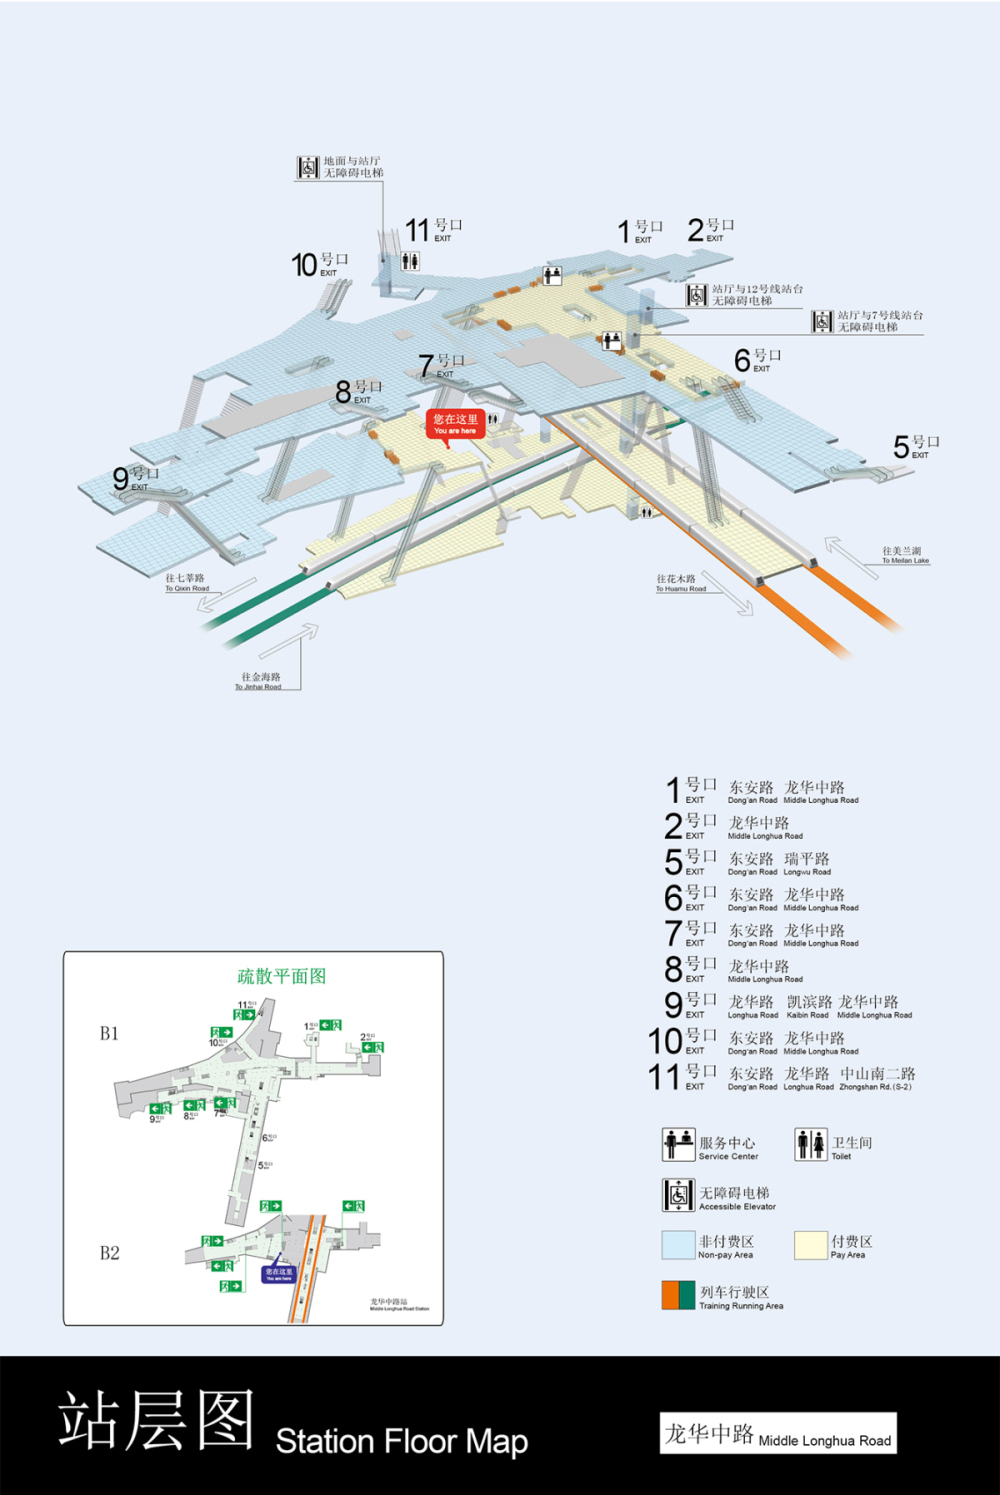 地面与站厅
无障碍电梯
11 号口
EXIT
1 号口
EXIT
2 号口
EXIT
10 号口
EXIT
站厅与12号线站台
无障碍电梯
站厅与7号线站台
无障碍电梯
7 号口
EXIT
6 号口
EXIT
8 号口
EXIT
您在这里
You are here
5 号口
EXIT
9 号口
EXIT
往七莘路
To Qixin Road
往花木路
To Huamu Road
往美兰湖
To Meilan Lake
往金海路
To Jinhai Road
1 号口 东安路 龙华中路
EXIT Dong'an Road Middle Longhua Road
2 号口 龙华中路
EXIT Middle Longhua Road
5 号口 东安路 瑞平路
EXIT Dong'an Road Longwu Road
6 号口 东安路 龙华中路
EXIT Dong'an Road Middle Longhua Road
7 号口 东安路 龙华中路
EXIT Dong'an Road Middle Longhua Road
8 号口 龙华中路
EXIT Middle Longhua Road
9 号口 龙华路 凯滨路 龙华中路
EXIT Longhua Road Kaibin Road Middle Longhua Road
10 号口 东安路 龙华中路
EXIT Dong'an Road Middle Longhua Road
11 号口 东安路 龙华路 中山南二路
EXIT Dong'an Road Longhua Road Zhongshan Rd.(S-2)
疏散平面图
B1
11号口
10号口
1号口
2号口
9号口
8号口
7号口
6号口
5号口
B2
您在这里
You are here
龙华中路站
Middle Longhua Road Station
服务中心
Service Center
卫生间
Toilet
无障碍电梯
Accessible Elevator
非付费区
Non-pay Area
付费区
Pay Area
列车行驶区
Training Running Area
站层图 Station Floor Map
龙华中路 Middle Longhua Road